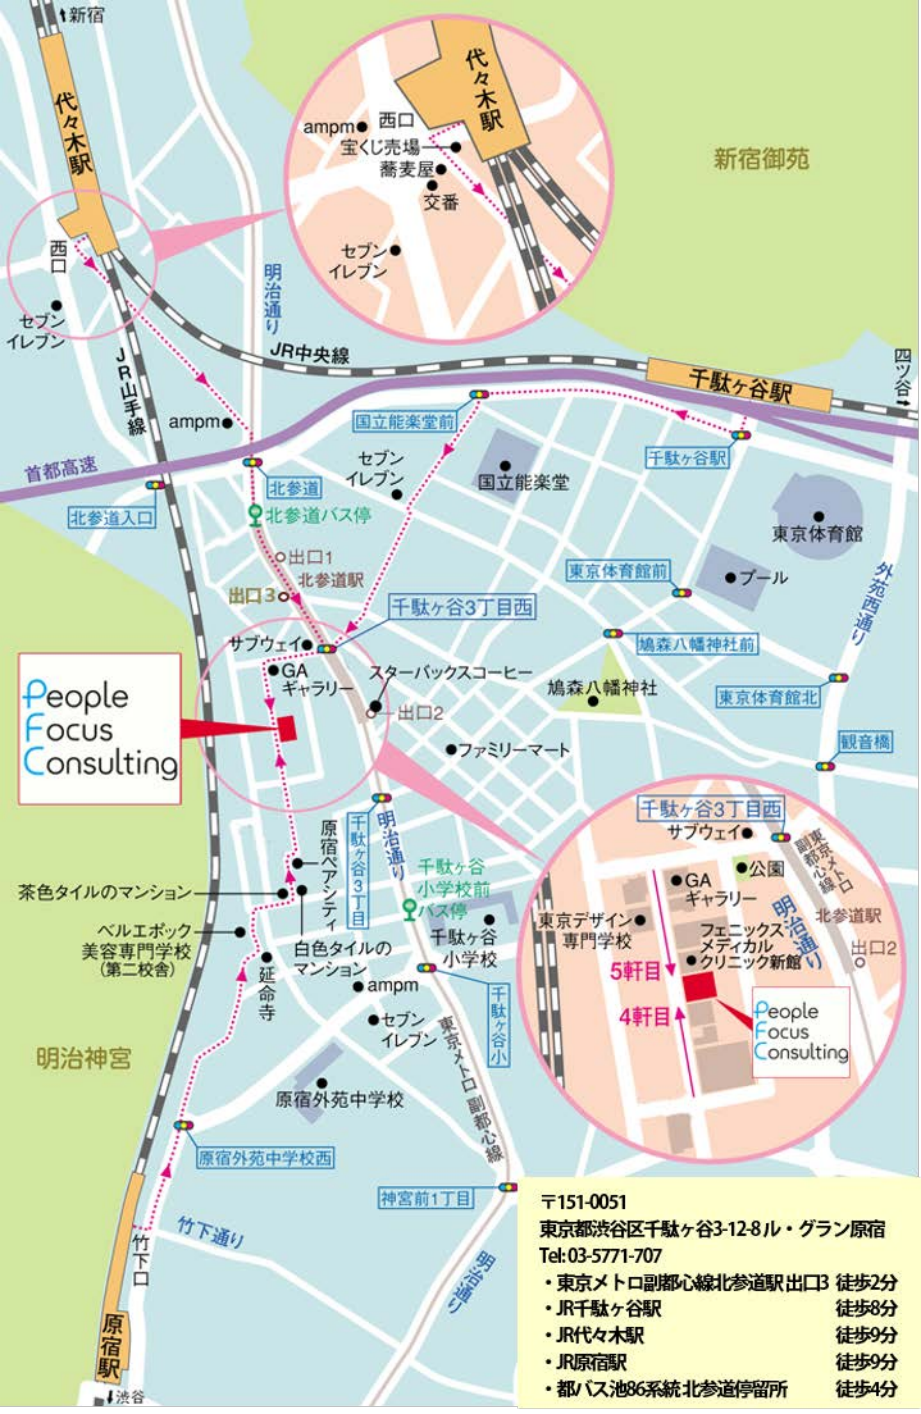 新宿
代々木駅
西口
セブン
イレブン
ampm
西口
宝くじ売場
蕎麦屋
交番
セブン
イレブン
代々木駅
新宿御苑
明治通り
JR中央線
JR山手線
千駄ヶ谷駅
四ツ谷
ampm
国立能楽堂前
千駄ヶ谷駅
首都高速
セブン
イレブン
国立能楽堂
北参道入口
北参道
北参道バス停
東京体育館
出口1
北参道駅
出口3
東京体育館前
プール
外苑西通り
千駄ヶ谷3丁目西
サブウェイ
GA
ギャラリー
スターバックスコーヒー
出口2
鳩森八幡神社前
鳩森八幡神社
東京体育館北
観音橋
People
Focus
Consulting
ファミリーマート
千駄ヶ谷3丁目
明治通り
原宿ベアシティ
千駄ヶ谷
小学校前
バス停
茶色タイルのマンション
ベルエポック
美容専門学校
(第二校舎)
延命寺
白色タイルの
マンション
千駄ヶ谷
小学校
ampm
セブン
イレブン
千駄ヶ谷小
東京メトロ 副都心線
明治神宮
原宿外苑中学校
原宿外苑中学校西
神宮前1丁目
竹下通り
竹下口
明治通り
原宿駅
渋谷
千駄ヶ谷3丁目西
サブウェイ
東京メトロ
副都心線
公園
GA
ギャラリー
明治通り
北参道駅
出口2
東京デザイン
専門学校
フェニックス
メディカル
クリニック新館
5軒目
4軒目
People
Focus
Consulting
〒151-0051
東京都渋谷区千駄ヶ谷3-12-8ル・グラン原宿
Tel:03-5771-707
・東京メトロ副都心線北参道駅出口3 徒歩2分
・JR千駄ヶ谷駅 徒歩8分
・JR代々木駅 徒歩9分
・JR原宿駅 徒歩9分
・都バス池86系統北参道停留所 徒歩4分